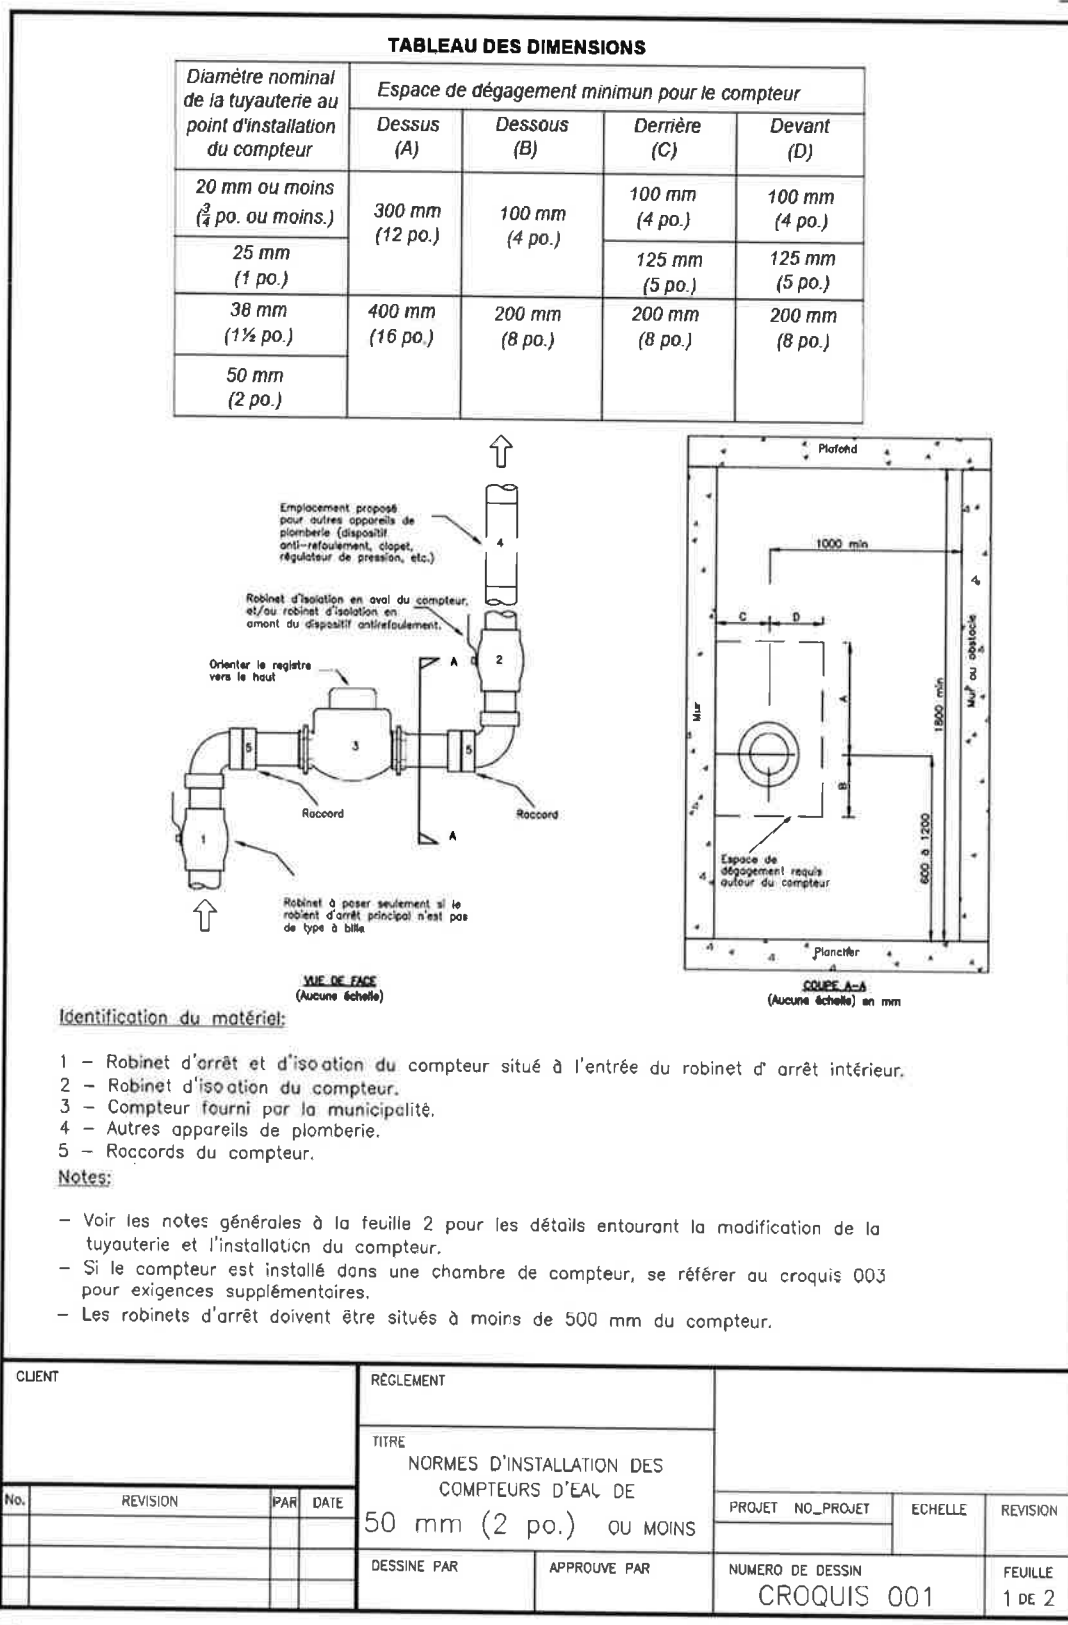 TABLEAU DES DIMENSIONS
Diamètre nominal
de la tuyauterie au
point d'installation
du compteur
Espace de dégagement minimun pour le compteur
Dessus
(A)
Dessous
(B)
Derrière
(C)
Devant
(D)
20 mm ou moins
(¾ po. ou moins.)
300 mm
(12 po.)
100 mm
(4 po.)
100 mm
(4 po.)
100 mm
(4 po.)
25 mm
(1 po.)
125 mm
(5 po.)
125 mm
(5 po.)
38 mm
(1½ po.)
400 mm
(16 po.)
200 mm
(8 po.)
200 mm
(8 po.)
200 mm
(8 po.)
50 mm
(2 po.)
Emplacement proposé
pour autres appareils de
plomberie (dispositif
anti-refoulement, clapet,
régulateur de pression, etc.)
4
Robinet d'isolation en aval du compteur,
et/ou robinet d'isolation en
amont du dispositif antirefoulement.
2
A
Orienter le registre
vers le haut
5
3
5
Raccord
Raccord
A
1
Robinet à poser seulement si le
robient d'arrêt principal n'est pas
de type à bille
VUE DE FACE
(Aucune échelle)
Plafond
1000 min
C
D
A
B
Mur
1800 min
Mur ou obstacle
600 à 1200
Espace de
dégagement requis
autour du compteur
Plancher
COUPE A-A
(Aucune échelle) en mm
Identification du matériel:
1 – Robinet d'arrêt et d'iso ation du compteur situé à l'entrée du robinet d' arrêt intérieur.
2 – Robinet d'iso ation du compteur.
3 – Compteur fourni par la municipalité.
4 – Autres appareils de plomberie.
5 – Raccords du compteur.
Notes:
– Voir les notes générales à la feuille 2 pour les détails entourant la modification de la
tuyauterie et l'installation du compteur.
– Si le compteur est installé dans une chambre de compteur, se référer au croquis 003
pour exigences supplémentaires.
– Les robinets d'arrêt doivent être situés à moins de 500 mm du compteur.
CLIENT
RÈGLEMENT
TITRE
NORMES D'INSTALLATION DES
COMPTEURS D'EAU DE
50 mm (2 po.) OU MOINS
No.
REVISION
PAR
DATE
PROJET NO_PROJET
ECHELLE
REVISION
DESSINE PAR
APPROUVE PAR
NUMERO DE DESSIN
CROQUIS 001
FEUILLE
1 DE 2